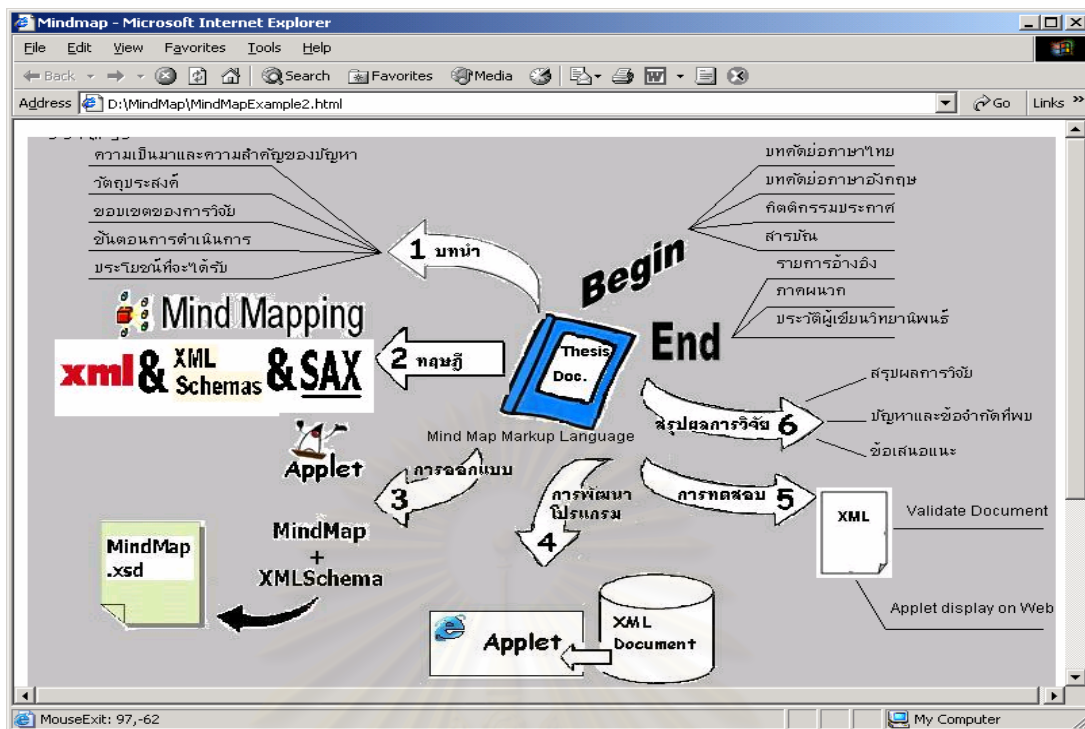 Mindmap - Microsoft Internet Explorer
File Edit View Favorites Tools Help
Back Search Favorites Media
Address D:\MindMap\MindMapExample2.html Go Links »
ความเป็นมาและความสำคัญของปัญหา
วัตถุประสงค์
ขอบเขตของการวิจัย
ขั้นตอนการดำเนินการ
ประโยชน์ที่จะได้รับ
1 บทนำ
Begin
บทคัดย่อภาษาไทย
บทคัดย่อภาษาอังกฤษ
กิตติกรรมประกาศ
สารบัญ
End
รายการอ้างอิง
ภาคผนวก
ประวัติผู้เขียนวิทยานิพนธ์
Mind Mapping
xml & XML Schemas & SAX
2 ทฤษฎี
Thesis
Doc.
Mind Map Markup Language
Applet
สรุปผลการวิจัย 6
สรุปผลการวิจัย
ปัญหาและข้อจำกัดที่พบ
ข้อเสนอแนะ
3 การออกแบบ
MindMap
+
XMLSchema
MindMap
.xsd
การพัฒนา
โปรแกรม
4
Applet
XML
Document
การทดสอบ 5
XML
Validate Document
Applet display on Web
MouseExit: 97,-62
My Computer